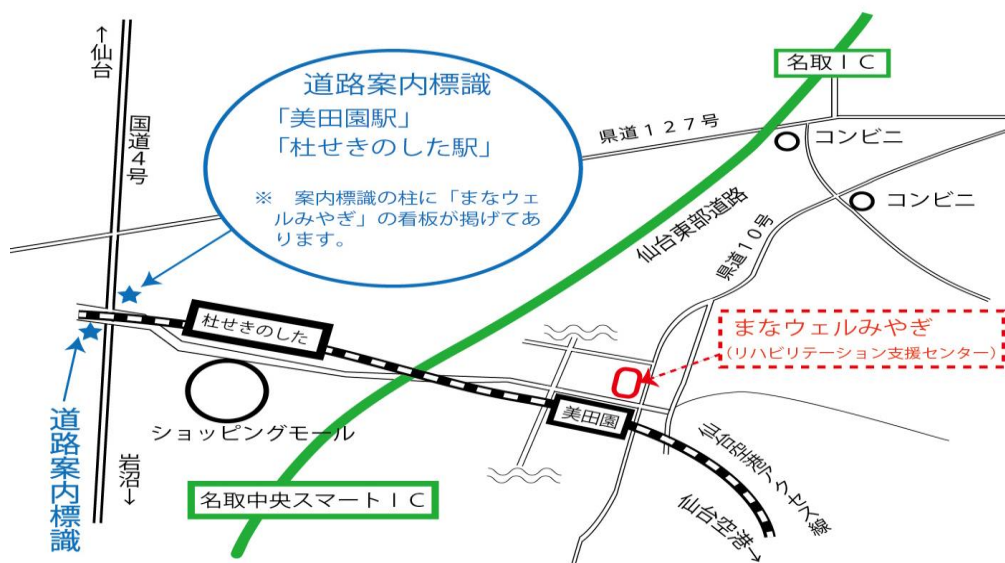 ←仙台
国道4号
道路案内標識
「美田園駅」
「杜せきのした駅」
※　案内標識の柱に「まなウェ
ルみやぎ」の看板が掲げてあ
ります。
名取ＩＣ
県道１２７号
コンビニ
コンビニ
仙台東部道路
県道１０号
まなウェルみやぎ
（リハビリテーション支援センター）
杜せきのした
ショッピングモール
美田園
道路案内標識
岩沼→
名取中央スマートＩＣ
仙台空港アクセス線
仙台空港→